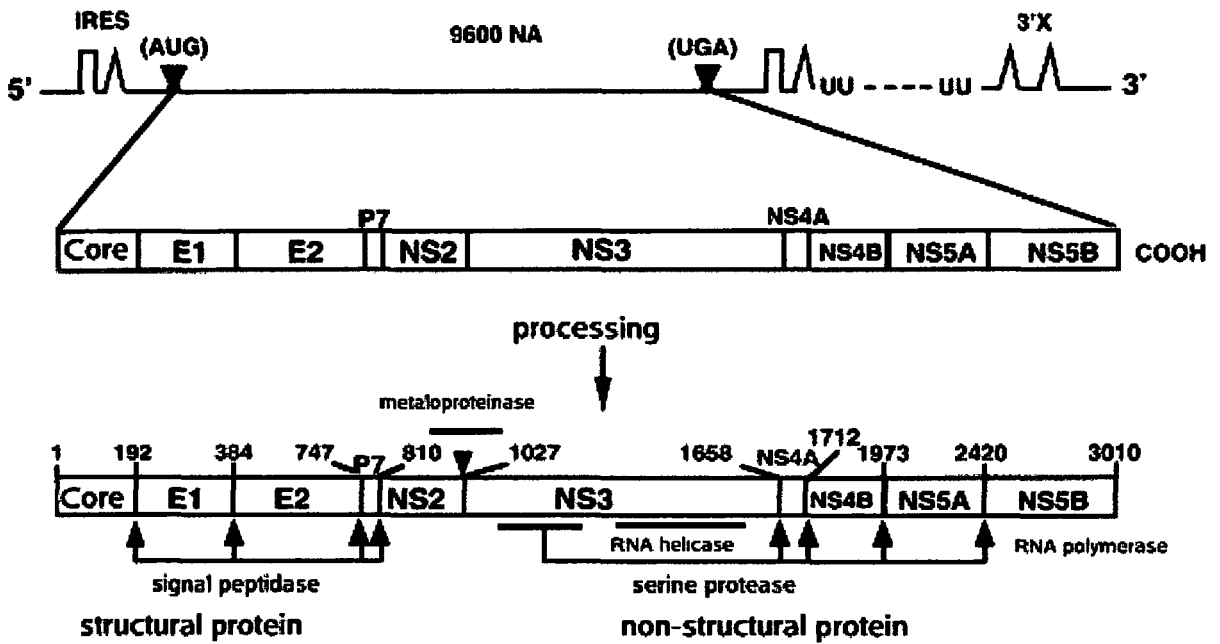 IRES
3'X
(AUG)
9600 NA
(UGA)
5'
UU - - - - UU
3'
P7
NS4A
Core E1 E2 NS2 NS3 NS4B NS5A NS5B COOH
processing
metaloproteinase
1 192 384 747 P7 810 1027 1658 NS4A 1712 1973 2420 3010
Core E1 E2 NS2 NS3 NS4B NS5A NS5B
RNA helicase
RNA polymerase
signal peptidase
serine protease
structural protein
non-structural protein